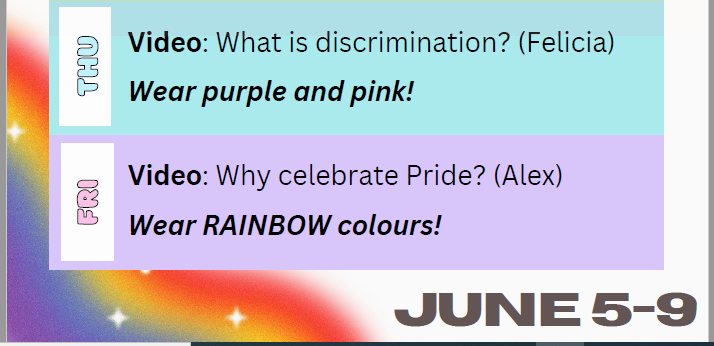 THU
Video: What is discrimination? (Felicia)
Wear purple and pink!
FRI
Video: Why celebrate Pride? (Alex)
Wear RAINBOW colours!
JUNE 5-9